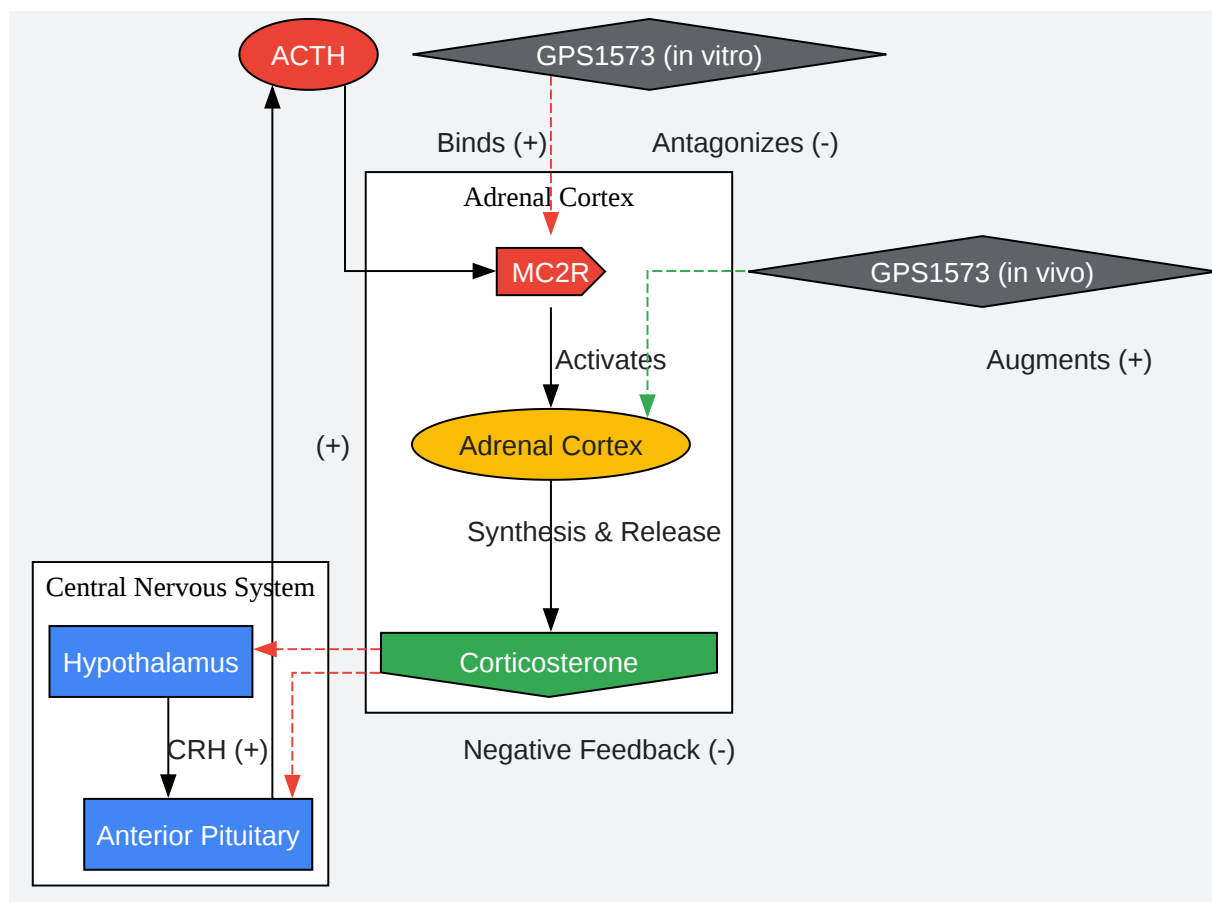 ACTH
GPS1573 (in vitro)
Binds (+)
Antagonizes (-)
Adrenal Cortex
MC2R
GPS1573 (in vivo)
Activates
Augments (+)
(+)
Adrenal Cortex
Synthesis & Release
Central Nervous System
Hypothalamus
Corticosterone
CRH (+)
Negative Feedback (-)
Anterior Pituitary